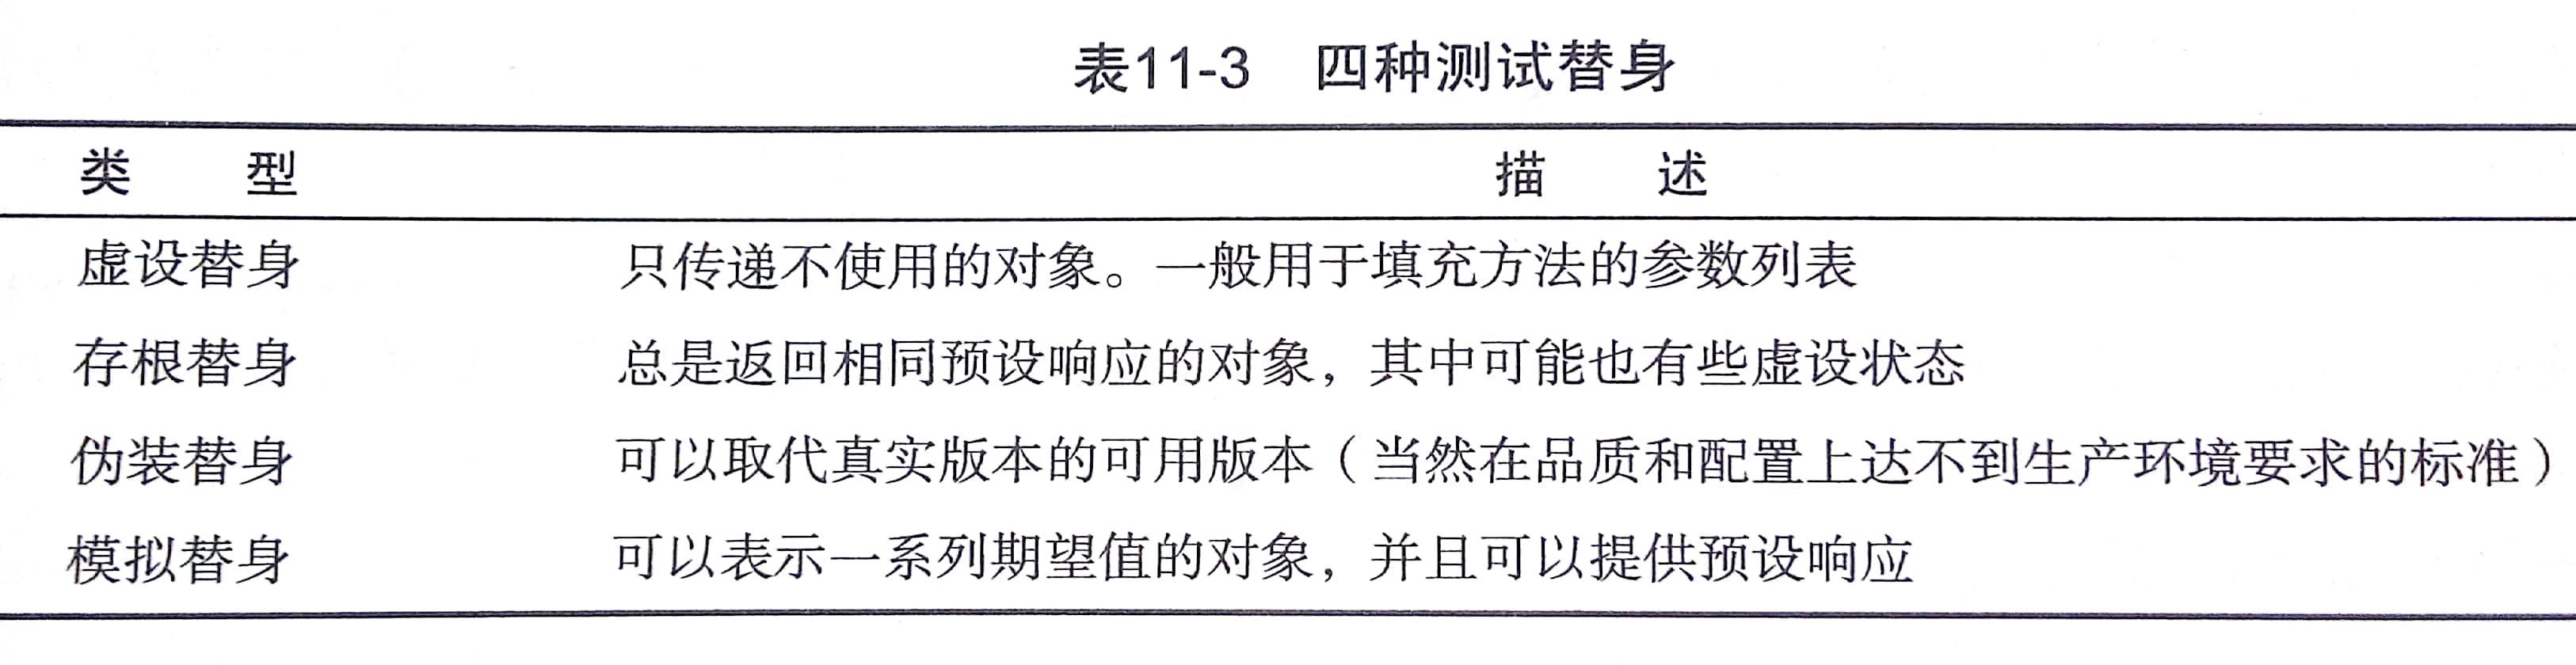 表11-3 四种测试替身
类 型 描 述
虚设替身 只传递不使用的对象。一般用于填充方法的参数列表
存根替身 总是返回相同预设响应的对象，其中可能也有些虚设状态
伪装替身 可以取代真实版本的可用版本（当然在品质和配置上达不到生产环境要求的标准）
模拟替身 可以表示一系列期望值的对象，并且可以提供预设响应